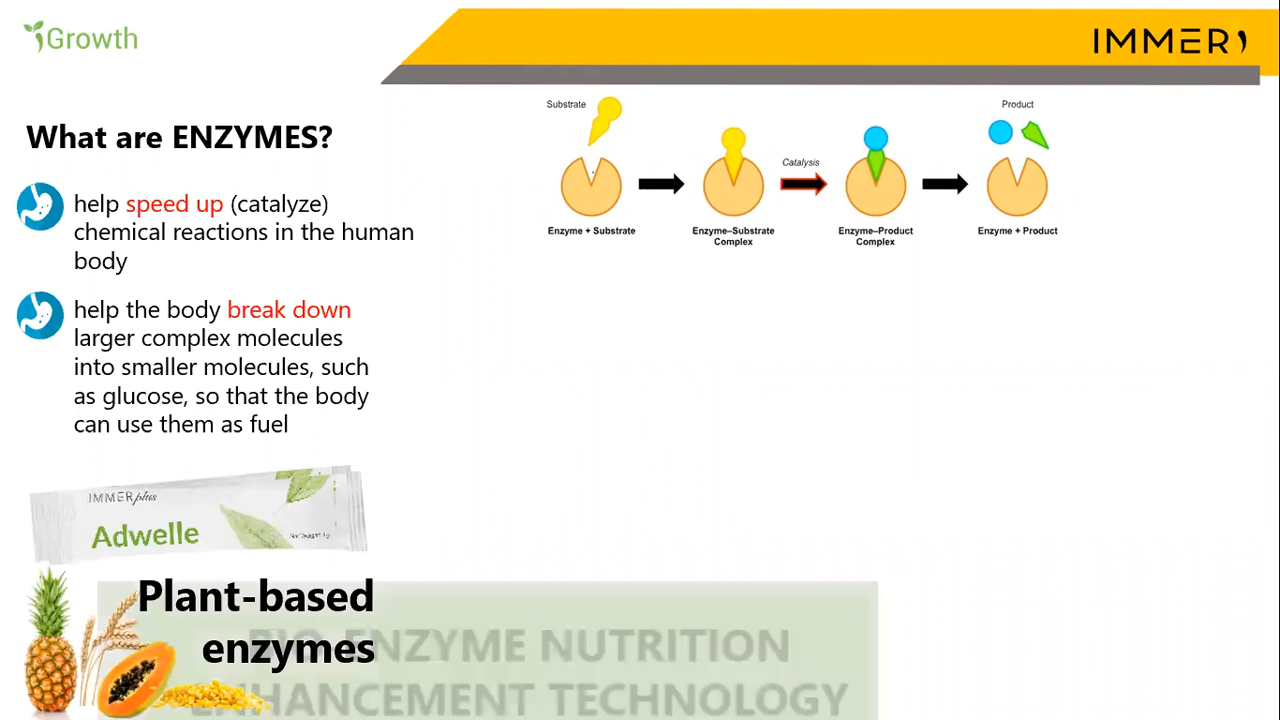 iGrowth
IMMER
What are ENZYMES?
help speed up (catalyze)
chemical reactions in the human
body
help the body break down
larger complex molecules
into smaller molecules, such
as glucose, so that the body
can use them as fuel
Substrate
Catalysis
Product
Enzyme + Substrate
Enzyme–Substrate
Complex
Enzyme–Product
Complex
Enzyme + Product
IMMERplus
Adwelle
Plant-based
enzymes
BIO-ENZYME NUTRITION
ENHANCEMENT TECHNOLOGY